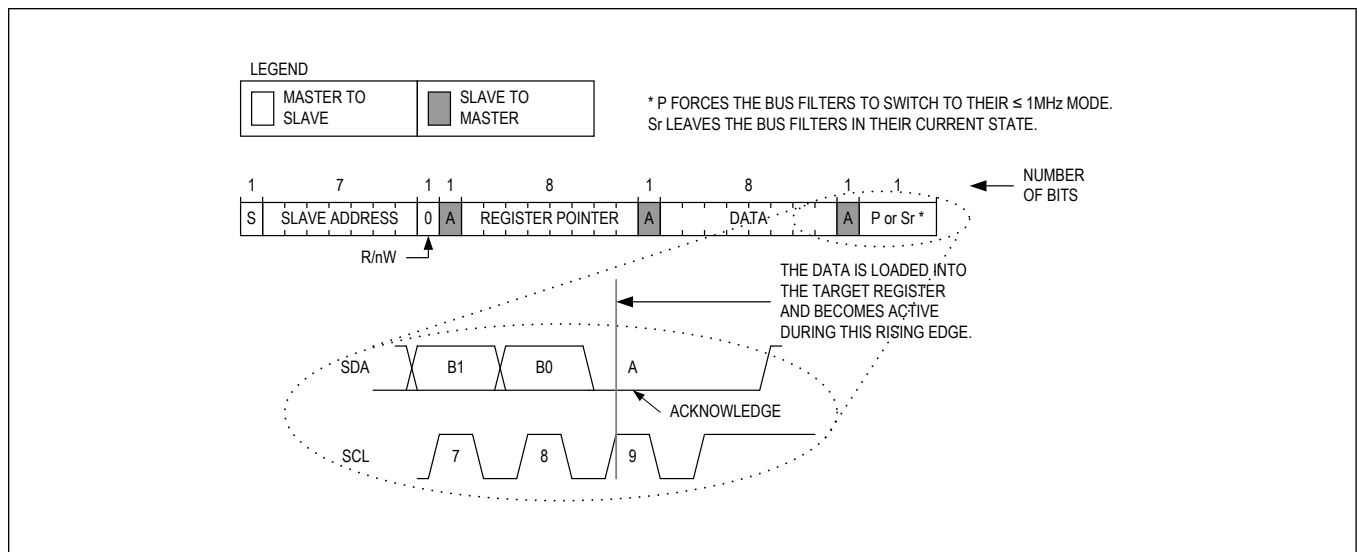 LEGEND
MASTER TO
SLAVE
SLAVE TO
MASTER
* P FORCES THE BUS FILTERS TO SWITCH TO THEIR ≤ 1MHz MODE.
Sr LEAVES THE BUS FILTERS IN THEIR CURRENT STATE.
1 7 1 1 8 1 8 1 1
NUMBER
OF BITS
S SLAVE ADDRESS 0 A REGISTER POINTER A DATA A P or Sr *
R/nW
THE DATA IS LOADED INTO
THE TARGET REGISTER
AND BECOMES ACTIVE
DURING THIS RISING EDGE.
SDA B1 B0 A
ACKNOWLEDGE
SCL 7 8 9